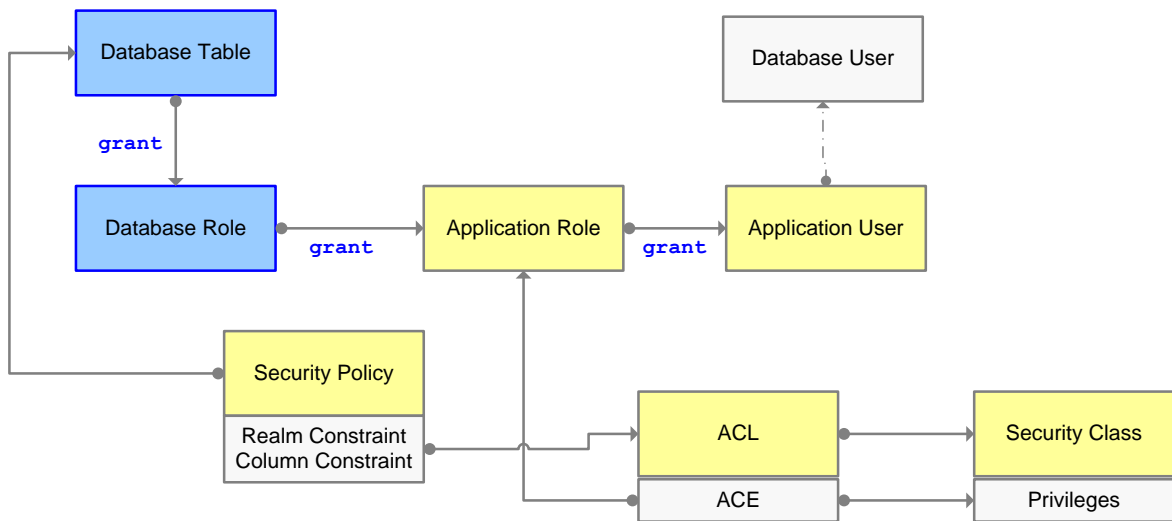 Database Table
Database User
grant
Database Role
Application Role
Application User
grant
grant
Security Policy
Realm Constraint
Column Constraint
ACL
Security Class
ACE
Privileges